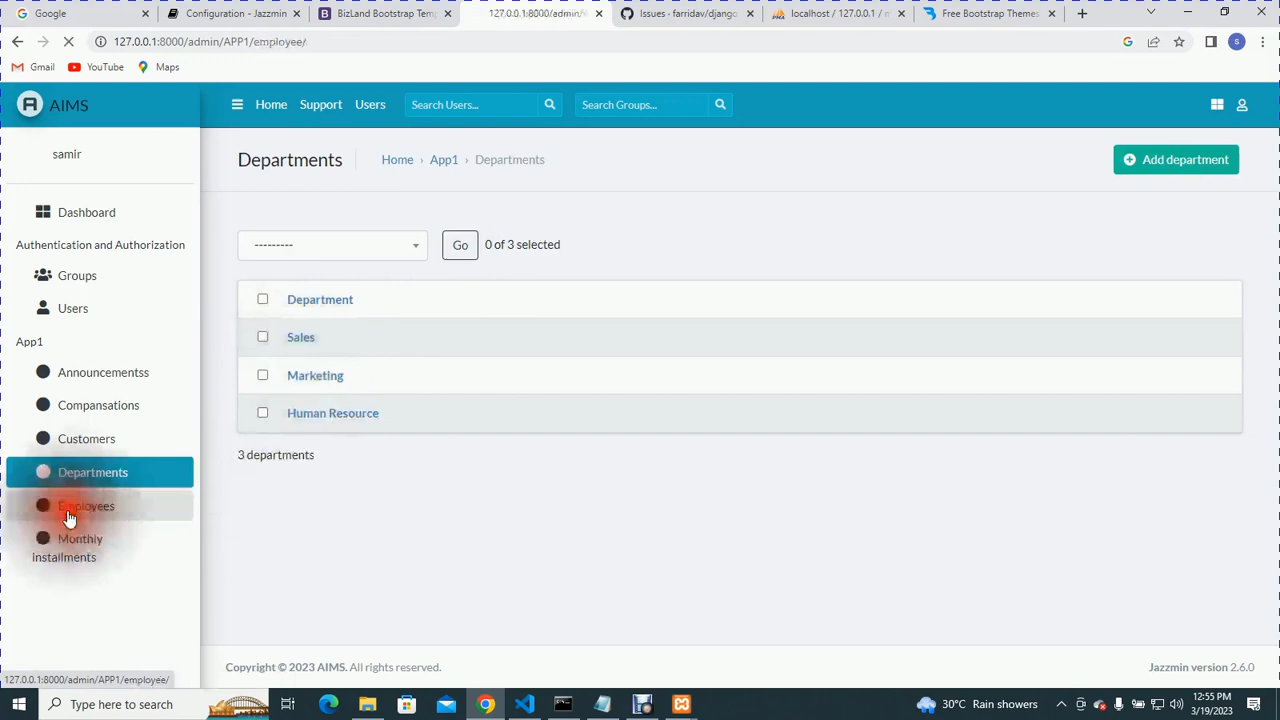 Google
Configuration - Jazzmin
BizLand Bootstrap Tem
127.0.0.1:8000/admin/
Issues - farridav/django
localhost / 127.0.0.1 / m
Free Bootstrap Themes
127.0.0.1:8000/admin/APP1/employee/
S
Gmail
YouTube
Maps
AIMS
Home
Support
Users
Search Users...
Search Groups...
samir
Departments
Home › App1 › Departments
Add department
Dashboard
Authentication and Authorization
Groups
Users
App1
Announcementss
Compansations
Customers
Departments
Employees
Monthly
Installments
---------
Go
0 of 3 selected
Department
Sales
Marketing
Human Resource
3 departments
Copyright © 2023 AIMS. All rights reserved.
Jazzmin version 2.6.0
127.0.0.1:8000/admin/APP1/employee/
Type here to search
30°C Rain showers
12:55 PM
3/19/2023